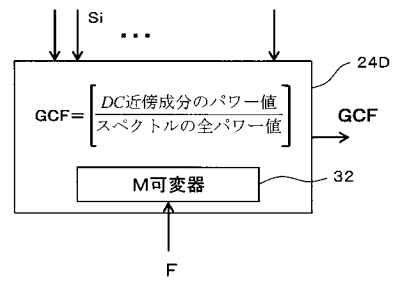 Si
...
24D
GCF= [DC近傍成分のパワー値
スペクトルの全パワー値]
GCF
M可変器
32
F